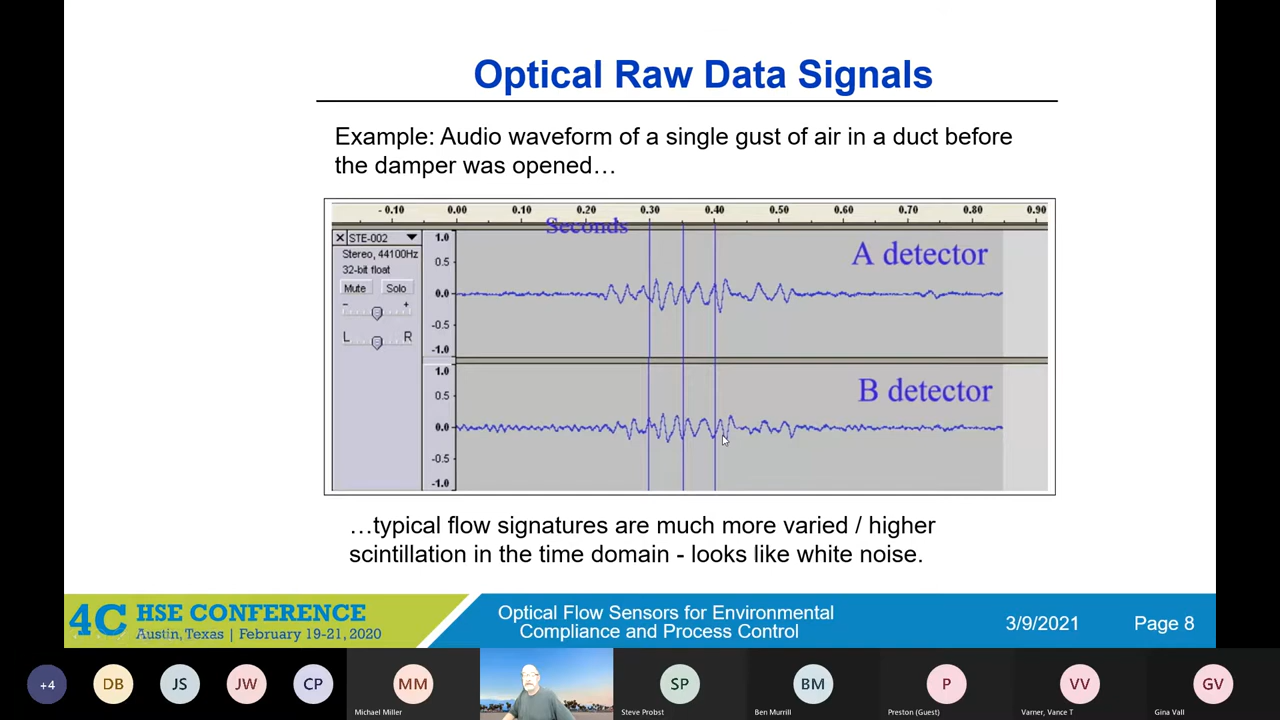 Optical Raw Data Signals
Example: Audio waveform of a single gust of air in a duct before
the damper was opened…
- 0.10 0.00 0.10 0.20 0.30 0.40 0.50 0.60 0.70 0.80 0.90
Seconds
STE-002
Stereo, 44100Hz
32-bit float
Mute Solo
- +
L R
1.0
0.5
0.0
-0.5
-1.0
A detector
1.0
0.5
0.0
-0.5
-1.0
B detector
…typical flow signatures are much more varied / higher
scintillation in the time domain - looks like white noise.
4C HSE CONFERENCE
Austin, Texas | February 19-21, 2020
Optical Flow Sensors for Environmental
Compliance and Process Control
3/9/2021 Page 8
+4 DB JS JW CP MM SP BM P VV GV
Michael Miller Steve Probst Ben Murrill Preston (Guest) Varner, Vance T Gina Vall